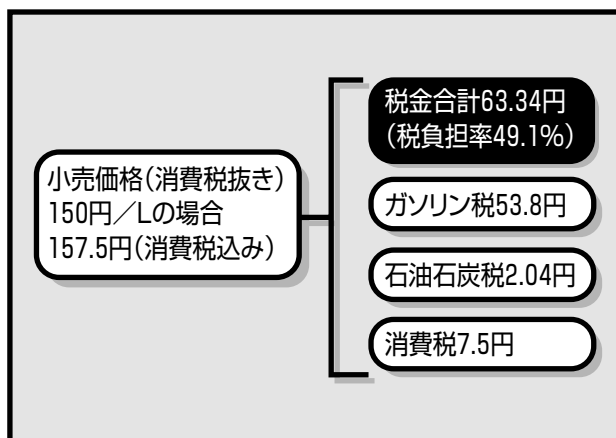 小売価格(消費税抜き)
150円/Lの場合
157.5円(消費税込み)
税金合計63.34円
(税負担率49.1%)
ガソリン税53.8円
石油石炭税2.04円
消費税7.5円